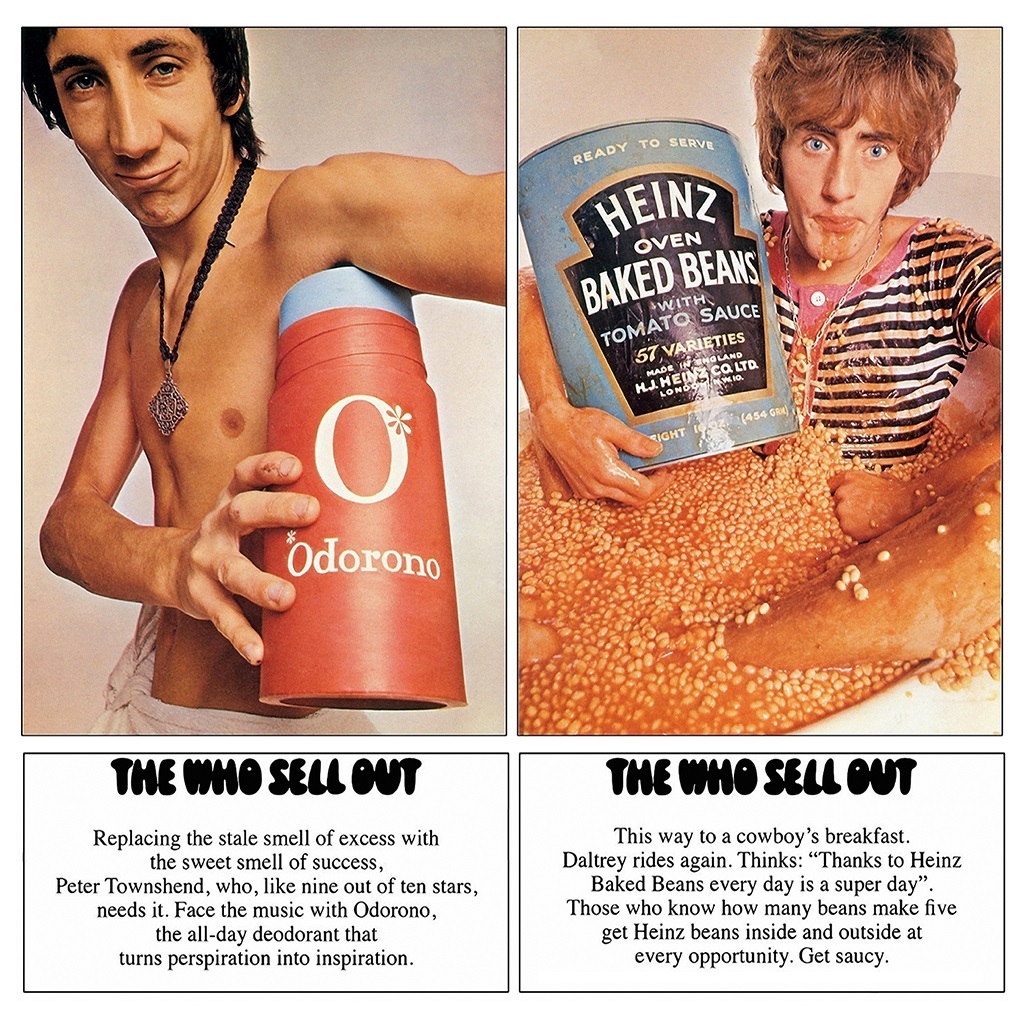 O*
*Odorono
READY TO SERVE
HEINZ
OVEN
BAKED BEANS
WITH
TOMATO SAUCE
57 VARIETIES
MADE IN ENGLAND
H.J. HEINZ CO. LTD.
LONDON N.W.10.
(454 GRM)
THE WHO SELL OUT
Replacing the stale smell of excess with
the sweet smell of success,
Peter Townshend, who, like nine out of ten stars,
needs it. Face the music with Odorono,
the all-day deodorant that
turns perspiration into inspiration.
THE WHO SELL OUT
This way to a cowboy's breakfast.
Daltrey rides again. Thinks: “Thanks to Heinz
Baked Beans every day is a super day”.
Those who know how many beans make five
get Heinz beans inside and outside at
every opportunity. Get saucy.